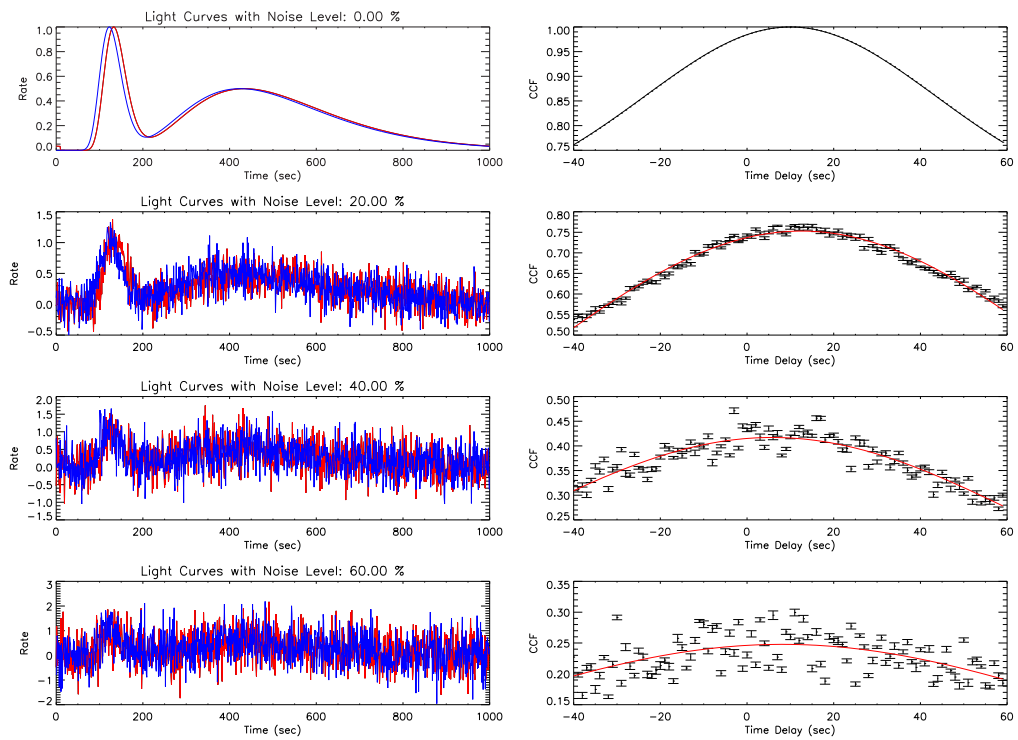 Light Curves with Noise Level: 0.00 %
1.0
0.8
0.6
0.4
0.2
0.0
Rate
0 200 400 600 800 1000
Time (sec)
1.00
0.95
0.90
0.85
0.80
0.75
CCF
-40 -20 0 20 40 60
Time Delay (sec)
Light Curves with Noise Level: 20.00 %
1.5
1.0
0.5
0.0
-0.5
Rate
0 200 400 600 800 1000
Time (sec)
0.80
0.75
0.70
0.65
0.60
0.55
0.50
CCF
-40 -20 0 20 40 60
Time Delay (sec)
Light Curves with Noise Level: 40.00 %
2.0
1.5
1.0
0.5
0.0
-0.5
-1.0
-1.5
Rate
0 200 400 600 800 1000
Time (sec)
0.50
0.45
0.40
0.35
0.30
0.25
CCF
-40 -20 0 20 40 60
Time Delay (sec)
Light Curves with Noise Level: 60.00 %
3
2
1
0
-1
-2
Rate
0 200 400 600 800 1000
Time (sec)
0.35
0.30
0.25
0.20
0.15
CCF
-40 -20 0 20 40 60
Time Delay (sec)